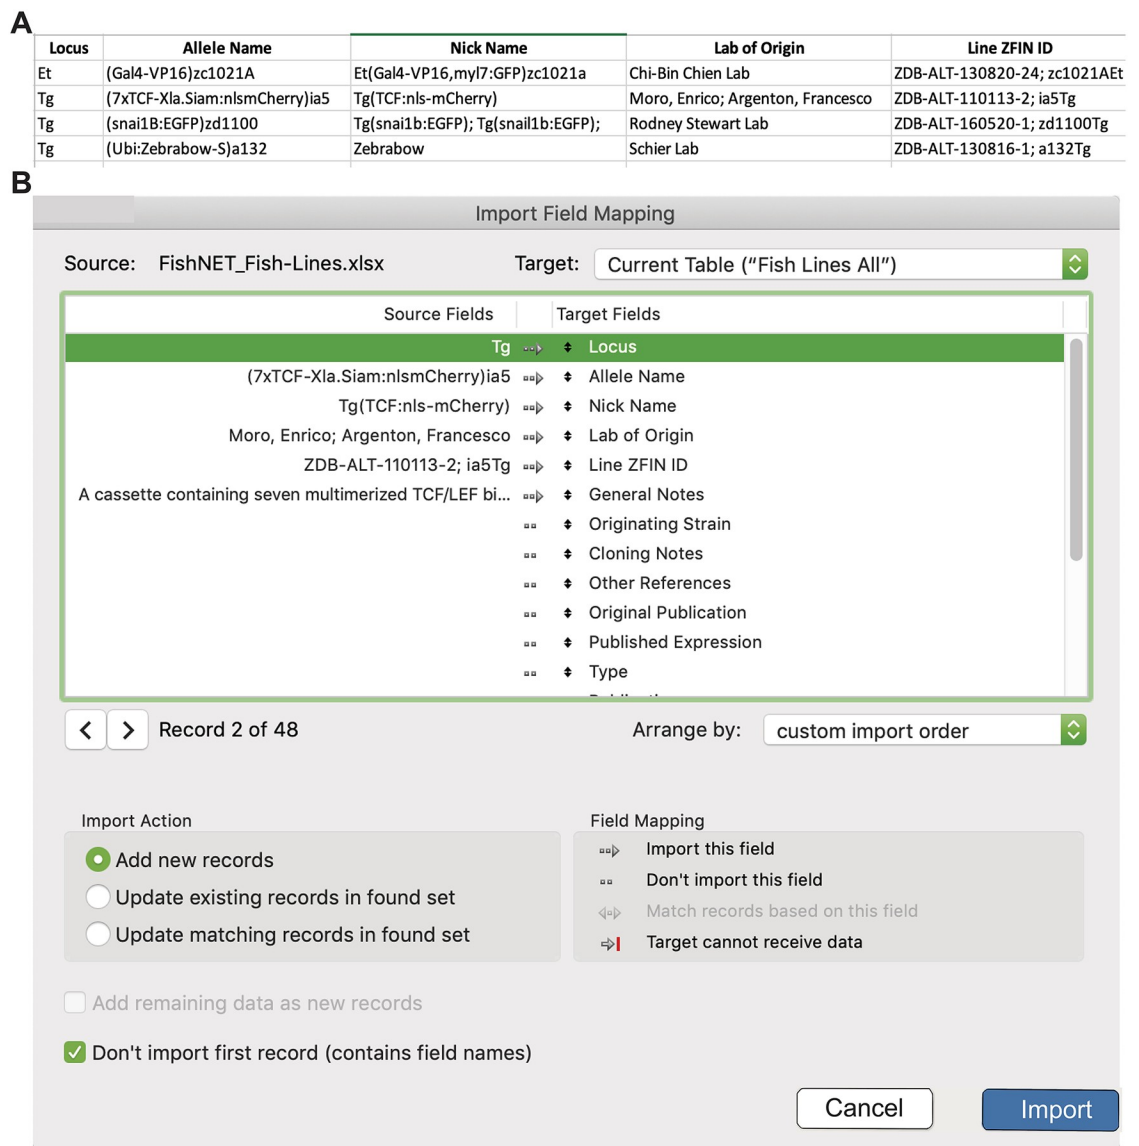 A
Locus Allele Name Nick Name Lab of Origin Line ZFIN ID
Et (Gal4-VP16)zc1021A Et(Gal4-VP16,myl7:GFP)zc1021a Chi-Bin Chien Lab ZDB-ALT-130820-24; zc1021AEt
Tg (7xTCF-Xla.Siam:nlsmCherry)ia5 Tg(TCF:nls-mCherry) Moro, Enrico; Argenton, Francesco ZDB-ALT-110113-2; ia5Tg
Tg (snai1B:EGFP)zd1100 Tg(snai1b:EGFP); Tg(snail1b:EGFP); Rodney Stewart Lab ZDB-ALT-160520-1; zd1100Tg
Tg (Ubi:Zebrabow-S)a132 Zebrabow Schier Lab ZDB-ALT-130816-1; a132Tg
B
Import Field Mapping
Source: FishNET_Fish-Lines.xlsx Target: Current Table (“Fish Lines All”)
Source Fields Target Fields
Tg Locus
(7xTCF-Xla.Siam:nlsmCherry)ia5 Allele Name
Tg(TCF:nls-mCherry) Nick Name
Moro, Enrico; Argenton, Francesco Lab of Origin
ZDB-ALT-110113-2; ia5Tg Line ZFIN ID
A cassette containing seven multimerized TCF/LEF bi... General Notes
Originating Strain
Cloning Notes
Other References
Original Publication
Published Expression
Type
< > Record 2 of 48 Arrange by: custom import order
Import Action Field Mapping
Add new records Import this field
Update existing records in found set Don't import this field
Match records based on this field
Update matching records in found set Target cannot receive data
Add remaining data as new records
Don't import first record (contains field names)
Cancel Import